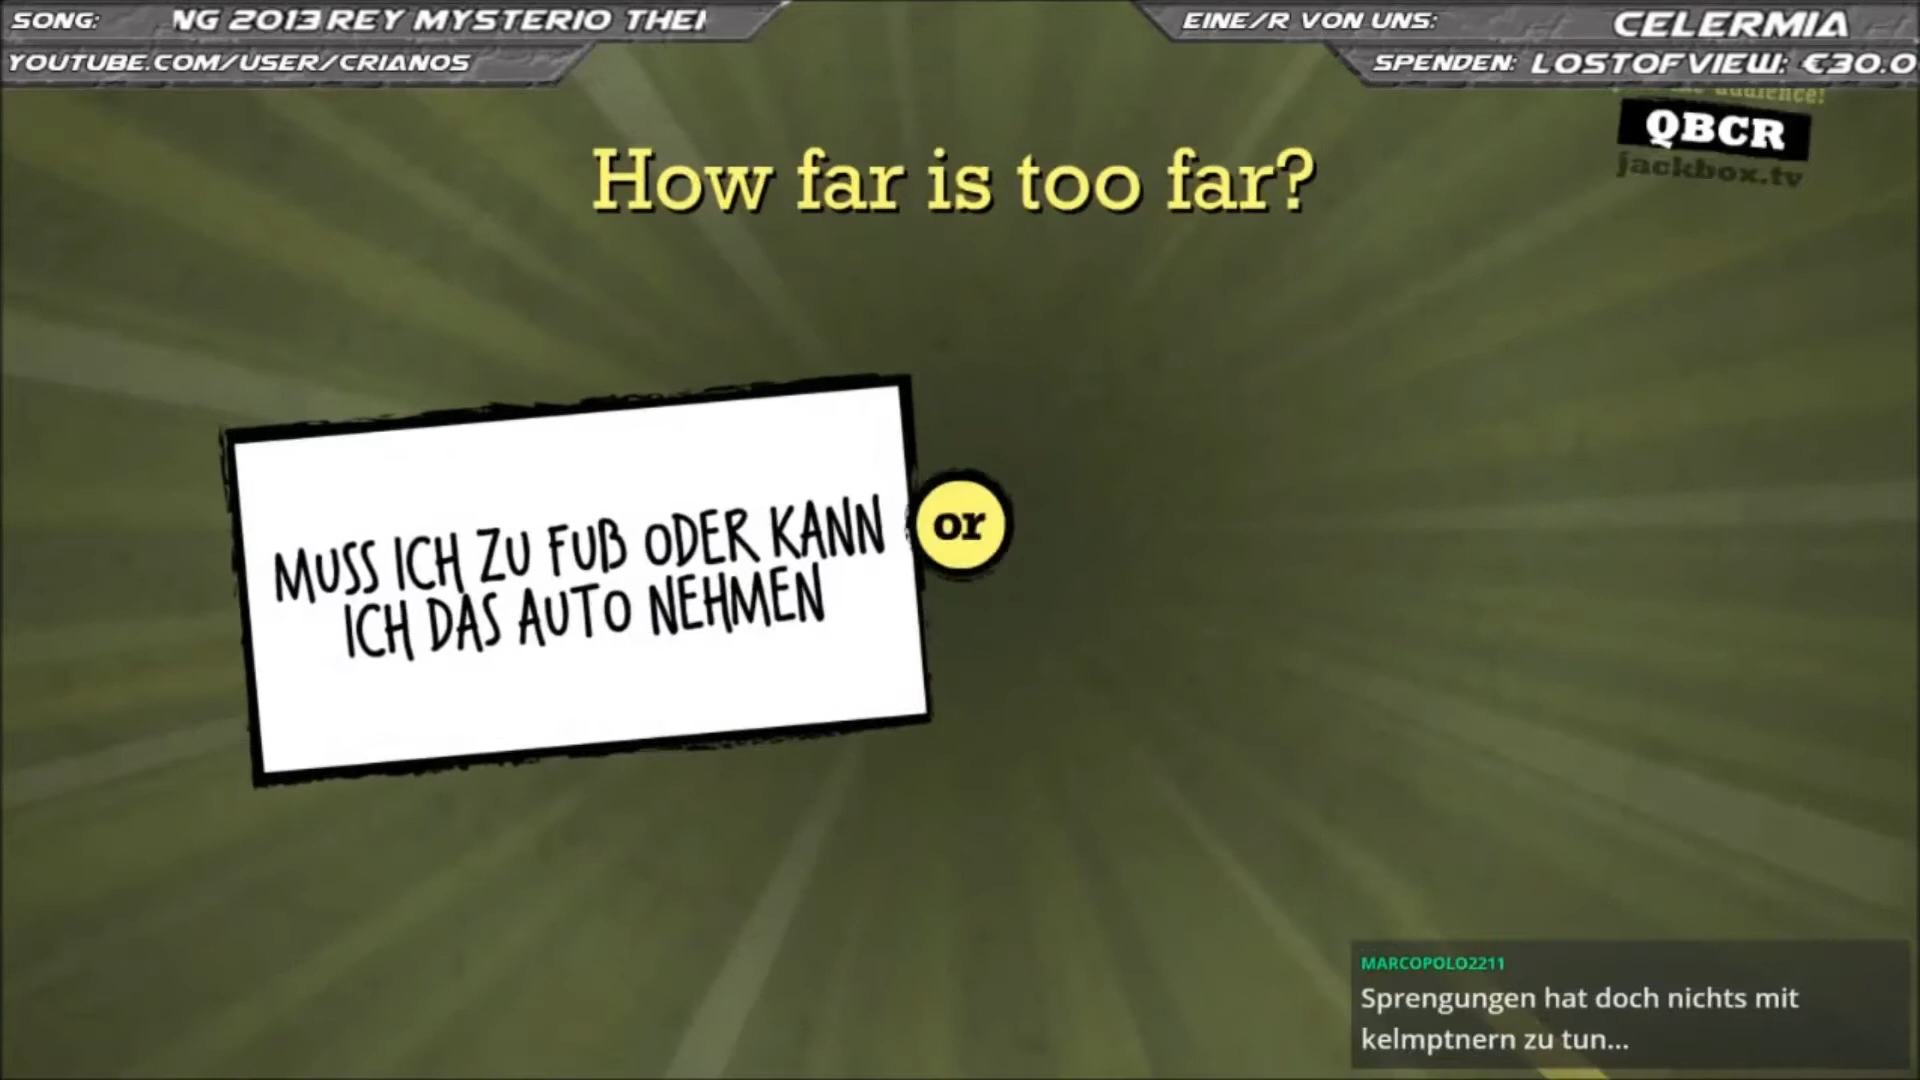 SONG: NG 2013 REY MYSTERIO THE
EINE/R VON UNS: CELERMIA
YOUTUBE.COM/USER/CRIANOS
SPENDEN: LOSTOFVIEW: €30.0
audience!
QBCR
jackbox.tv
How far is too far?
MUSS ICH ZU FUß ODER KANN
ICH DAS AUTO NEHMEN
or
MARCOPOLO2211
Sprengungen hat doch nichts mit
kelmptnern zu tun...